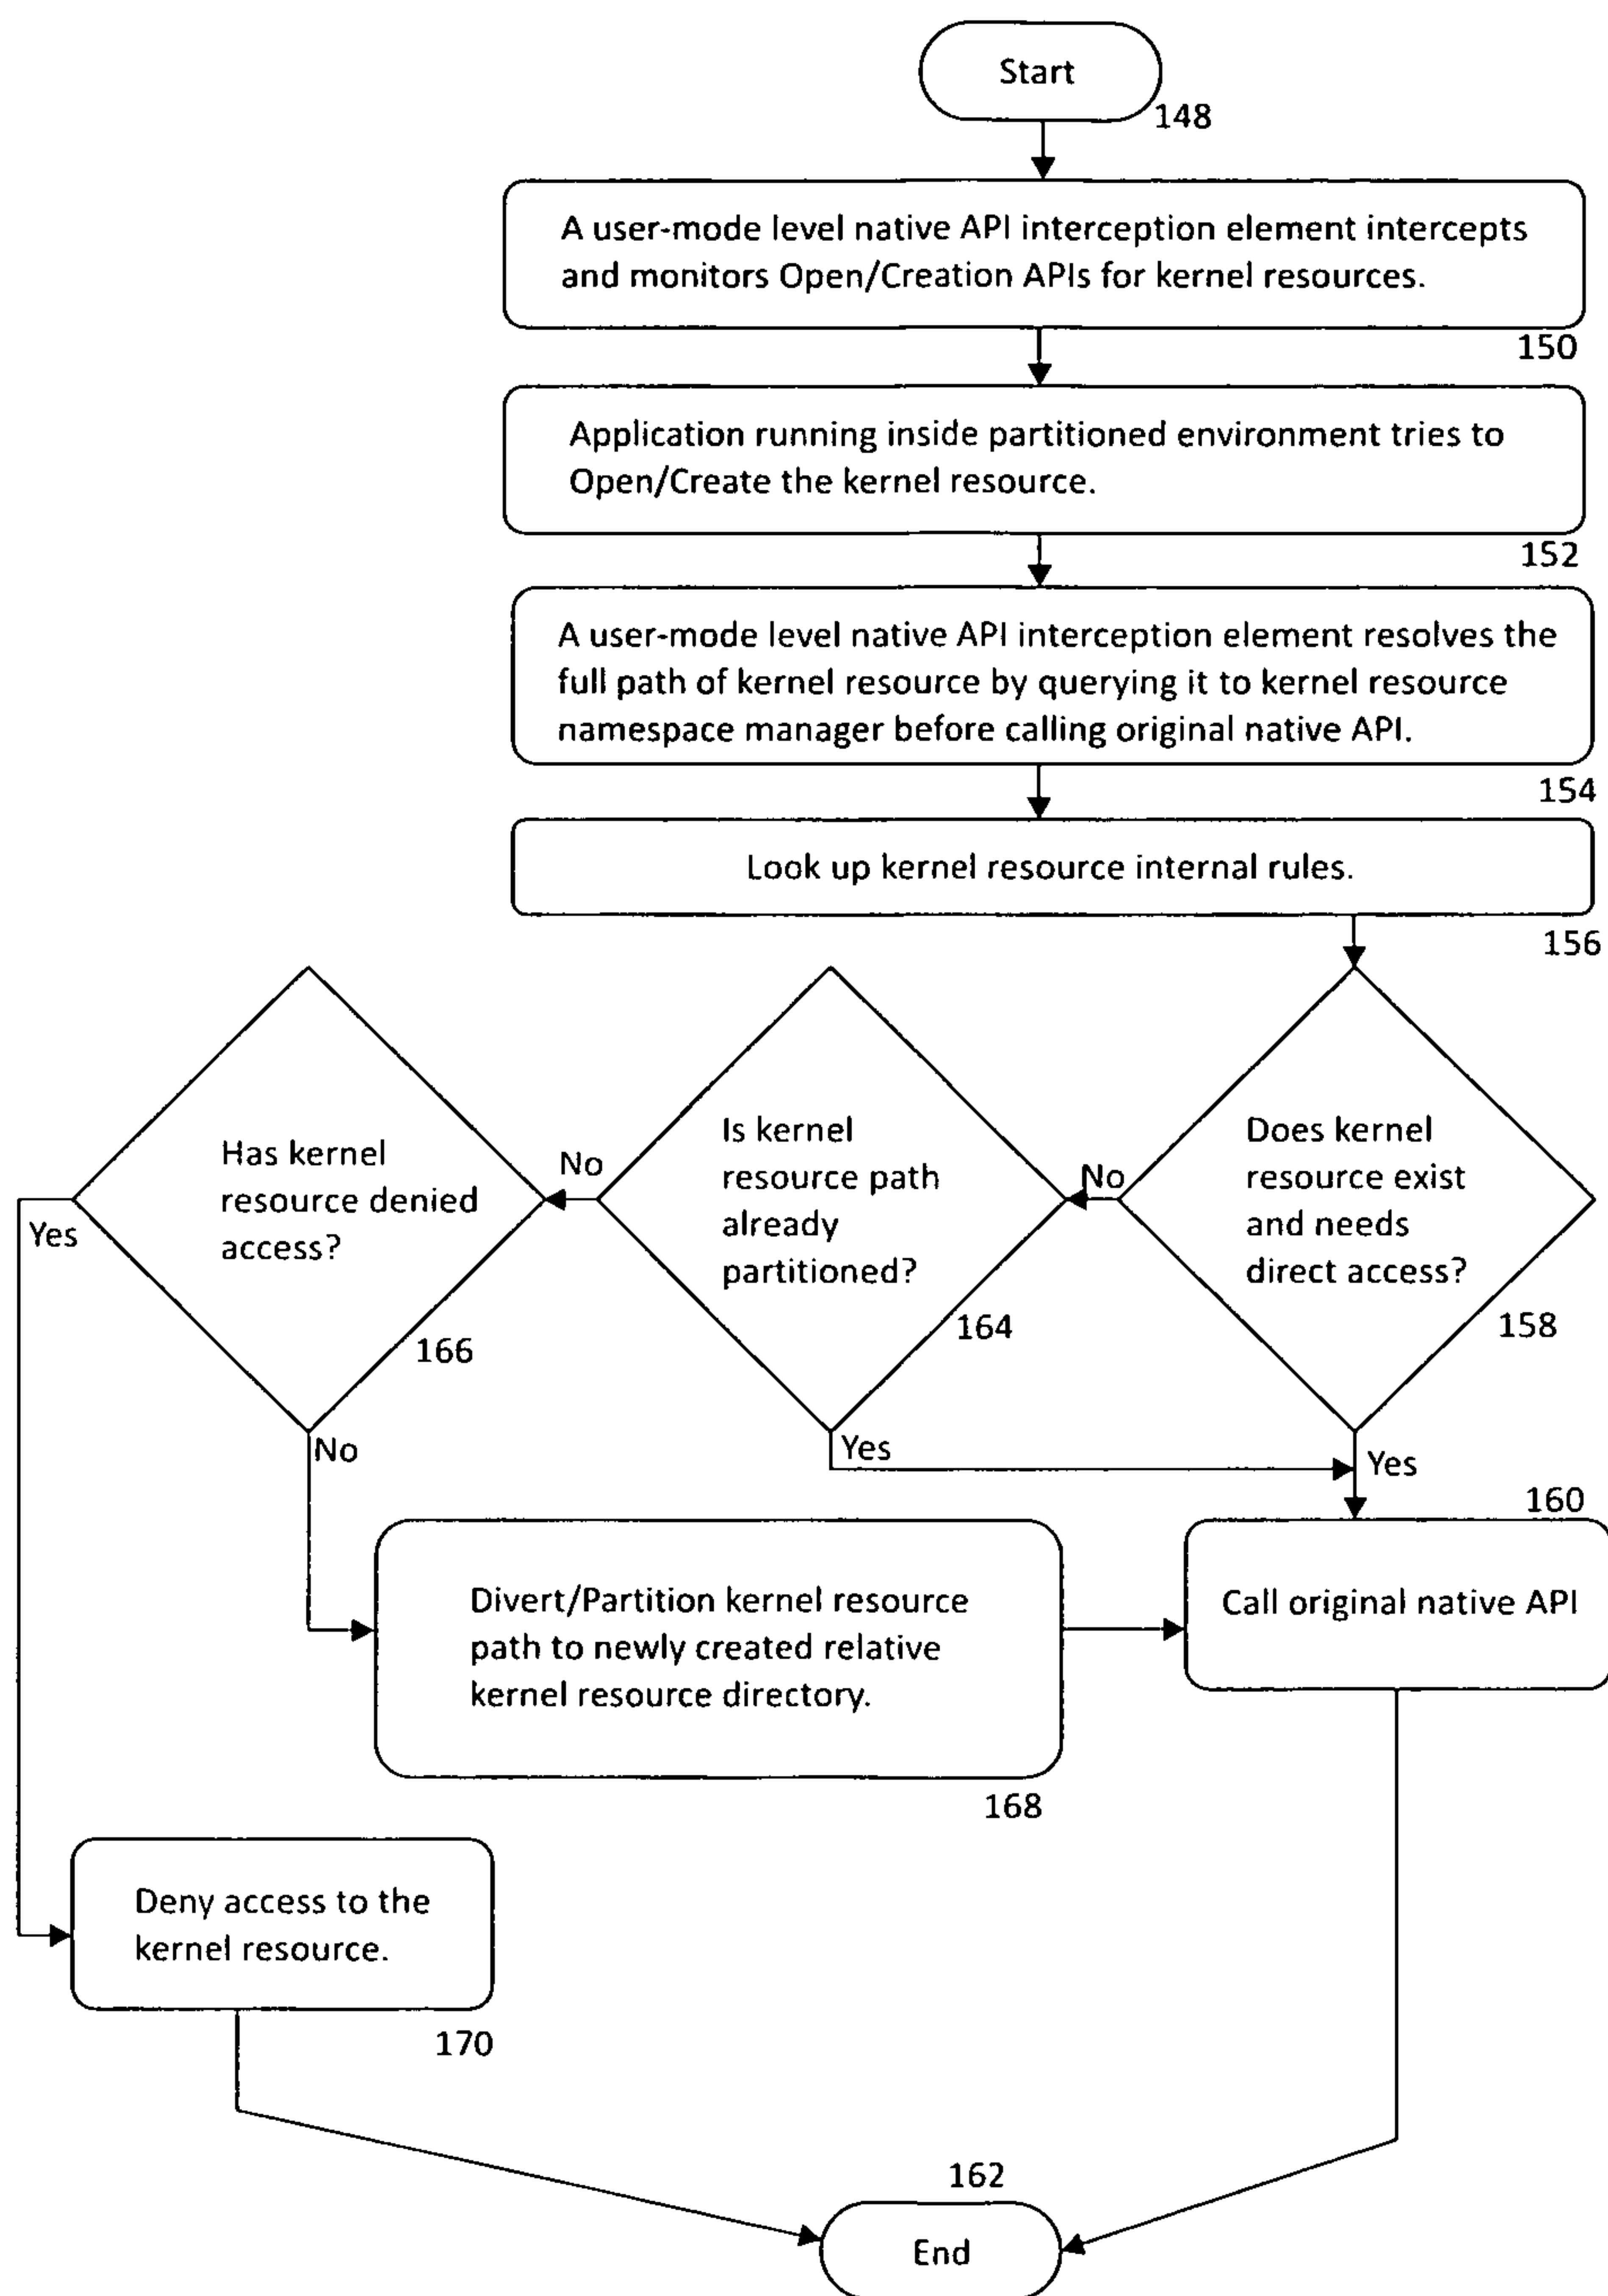 Start
148
A user-mode level native API interception element intercepts
and monitors Open/Creation APIs for kernel resources.
150
Application running inside partitioned environment tries to
Open/Create the kernel resource.
152
A user-mode level native API interception element resolves the
full path of kernel resource by querying it to kernel resource
namespace manager before calling original native API.
154
Look up kernel resource internal rules.
156
Does kernel
resource exist
and needs
direct access?
158
No
Yes
Is kernel
resource path
already
partitioned?
164
No
Yes
Has kernel
resource denied
access?
166
Yes
No
160
Call original native API
Divert/Partition kernel resource
path to newly created relative
kernel resource directory.
168
Deny access to the
kernel resource.
170
162
End